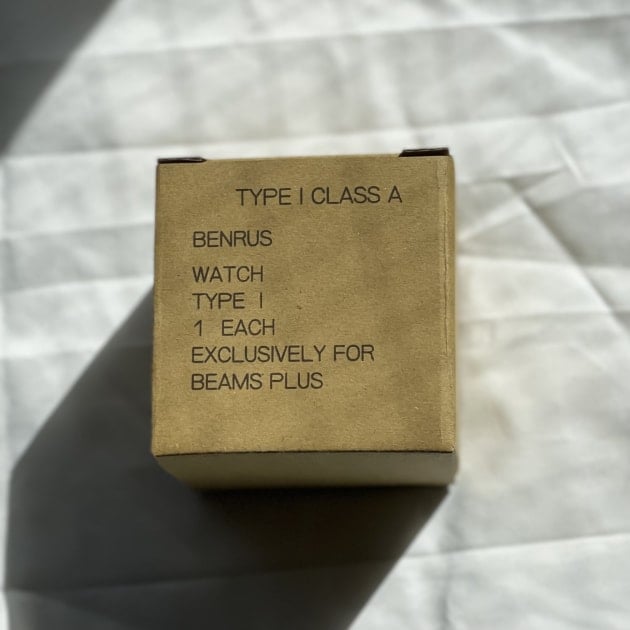 TYPE I CLASS A
BENRUS
WATCH
TYPE I
1 EACH
EXCLUSIVELY FOR
BEAMS PLUS